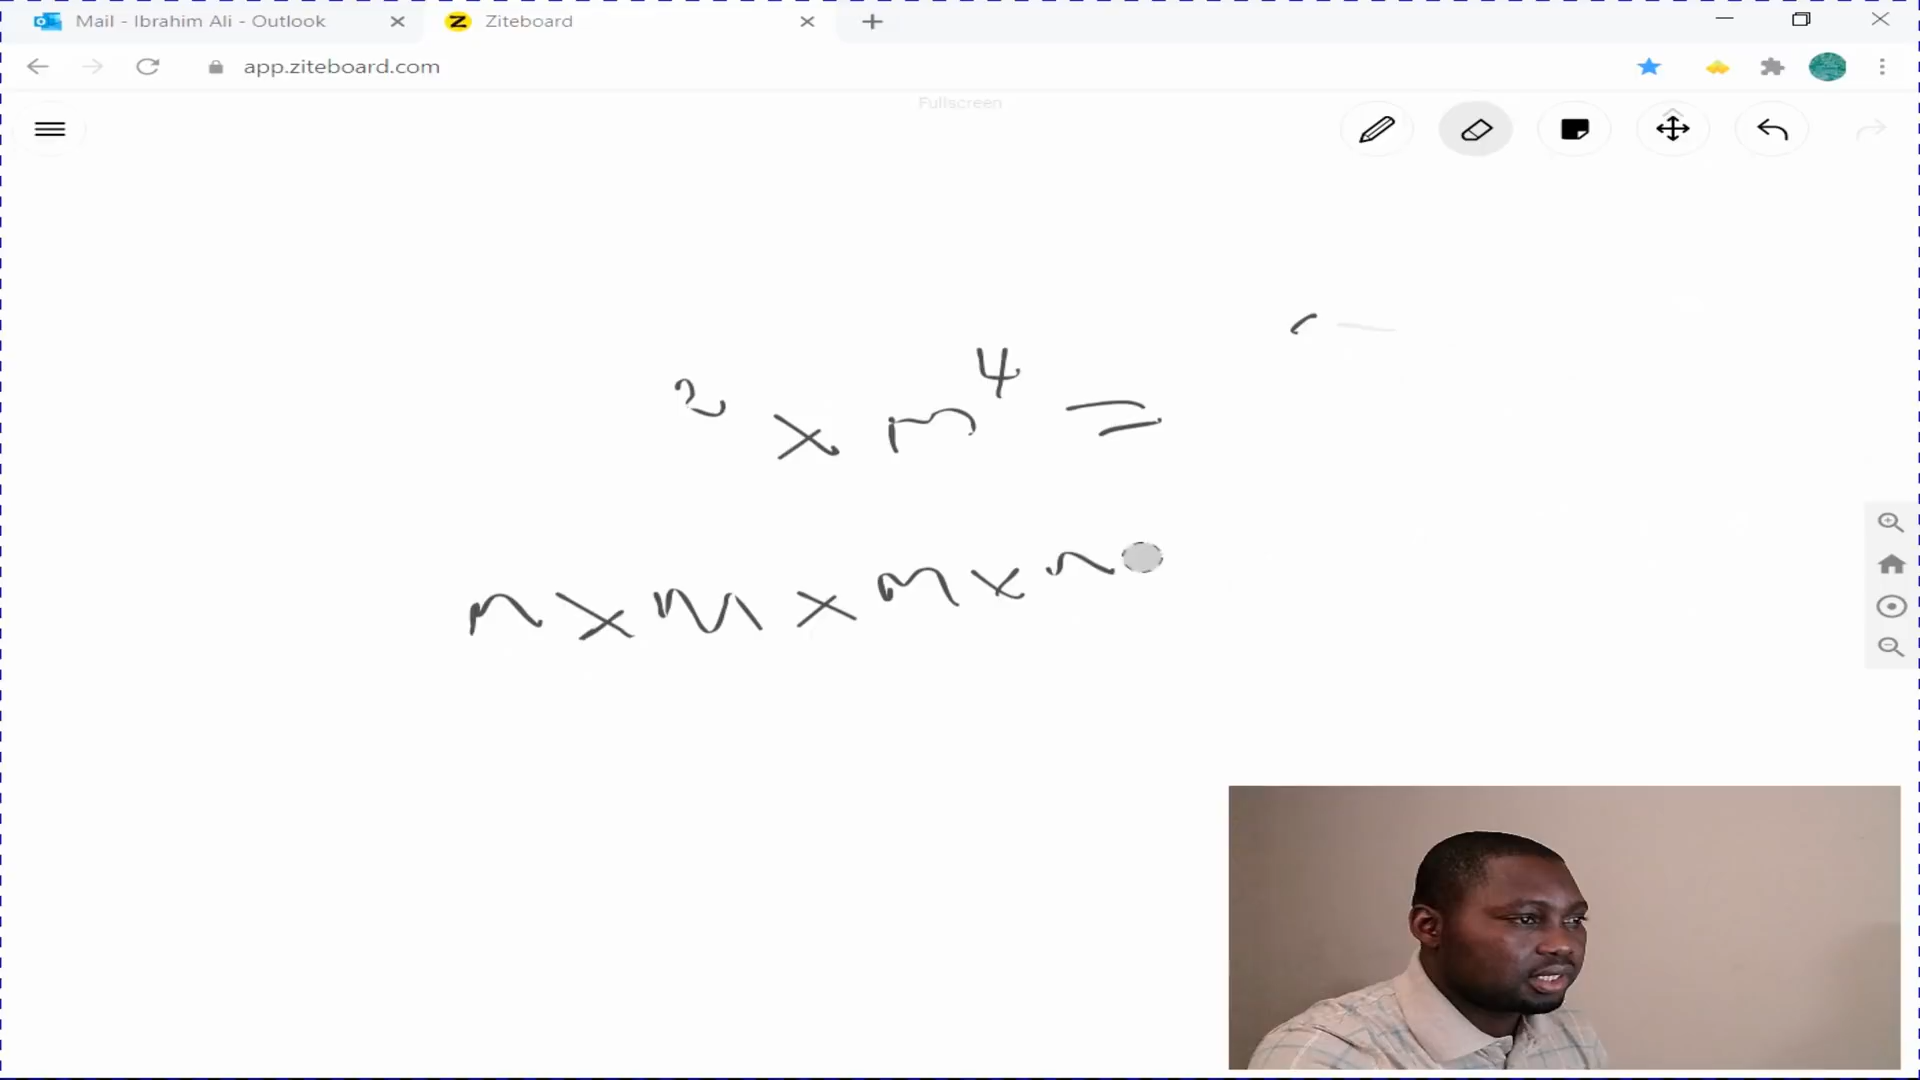 Mail - Ibrahim Ali - Outlook
Ziteboard
app.ziteboard.com
Fullscreen
² × m⁴ =
m × m × m × m